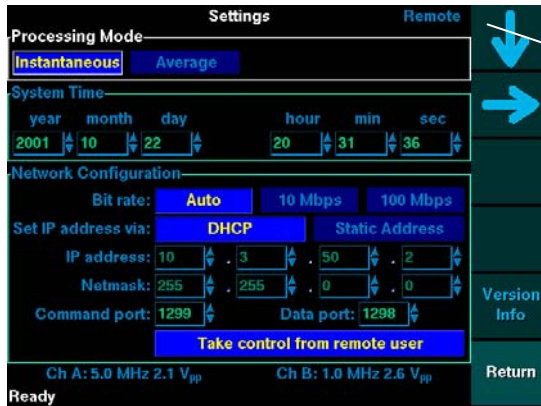 Settings Remote
Processing Mode
Instantaneous Average
System Time
year month day hour min sec
2001 10 22 20 31 36
Network Configuration
Bit rate: Auto 10 Mbps 100 Mbps
Set IP address via: DHCP Static Address
IP address: 10 . 3 . 50 . 2
Netmask: 255 . 255 . 0 . 0
Version
Info
Command port: 1299 Data port: 1298
Take control from remote user
Ch A: 5.0 MHz 2.1 Vpp Ch B: 1.0 MHz 2.6 Vpp
Return
Ready